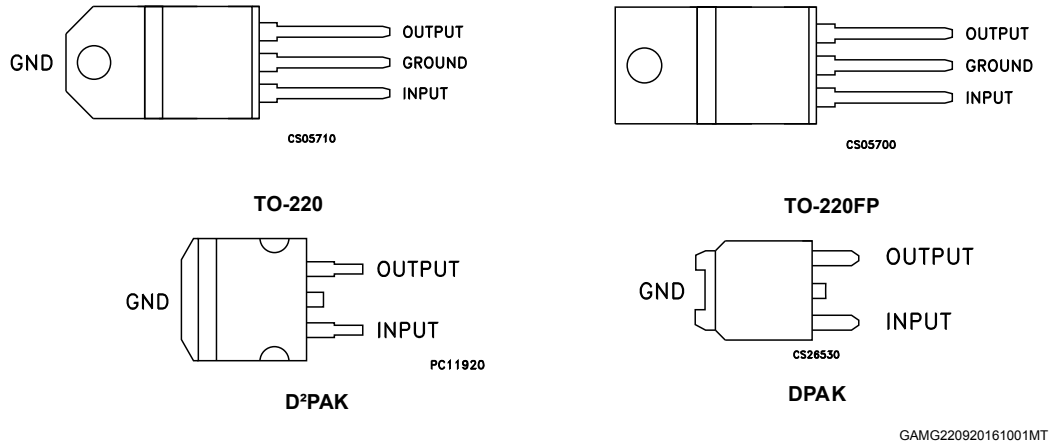 GND
OUTPUT
GROUND
INPUT
CS05710
TO-220
OUTPUT
GROUND
INPUT
CS05700
TO-220FP
GND
OUTPUT
INPUT
PC11920
D²PAK
GND
OUTPUT
INPUT
CS26530
DPAK
GAMG220920161001MT